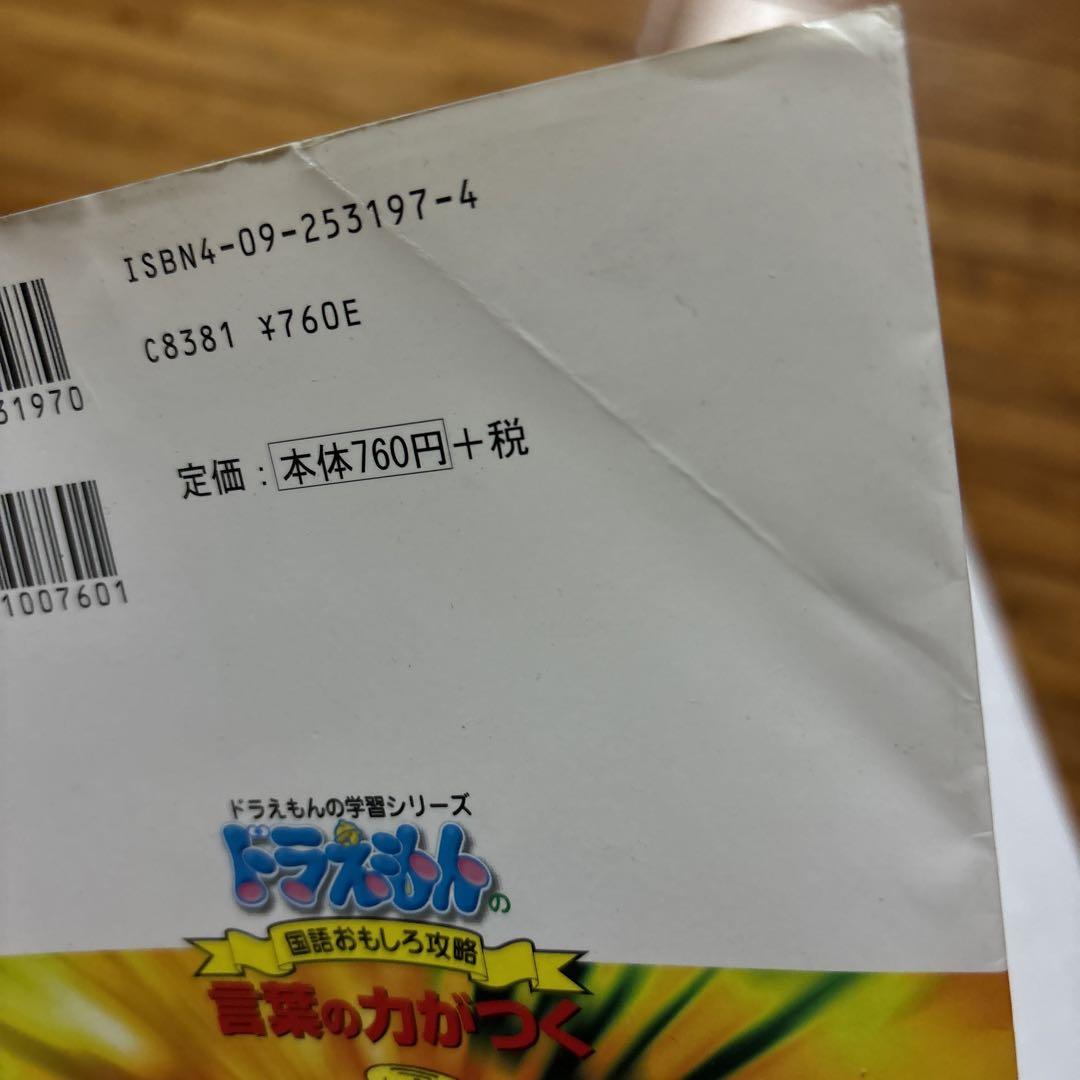 ISBN4-09-253197-4
C8381 ¥760E
31970
定価：本体760円＋税
1007601
ドラえもんの学習シリーズ
ドラえもんの
国語おもしろ攻略
言葉の力がつく